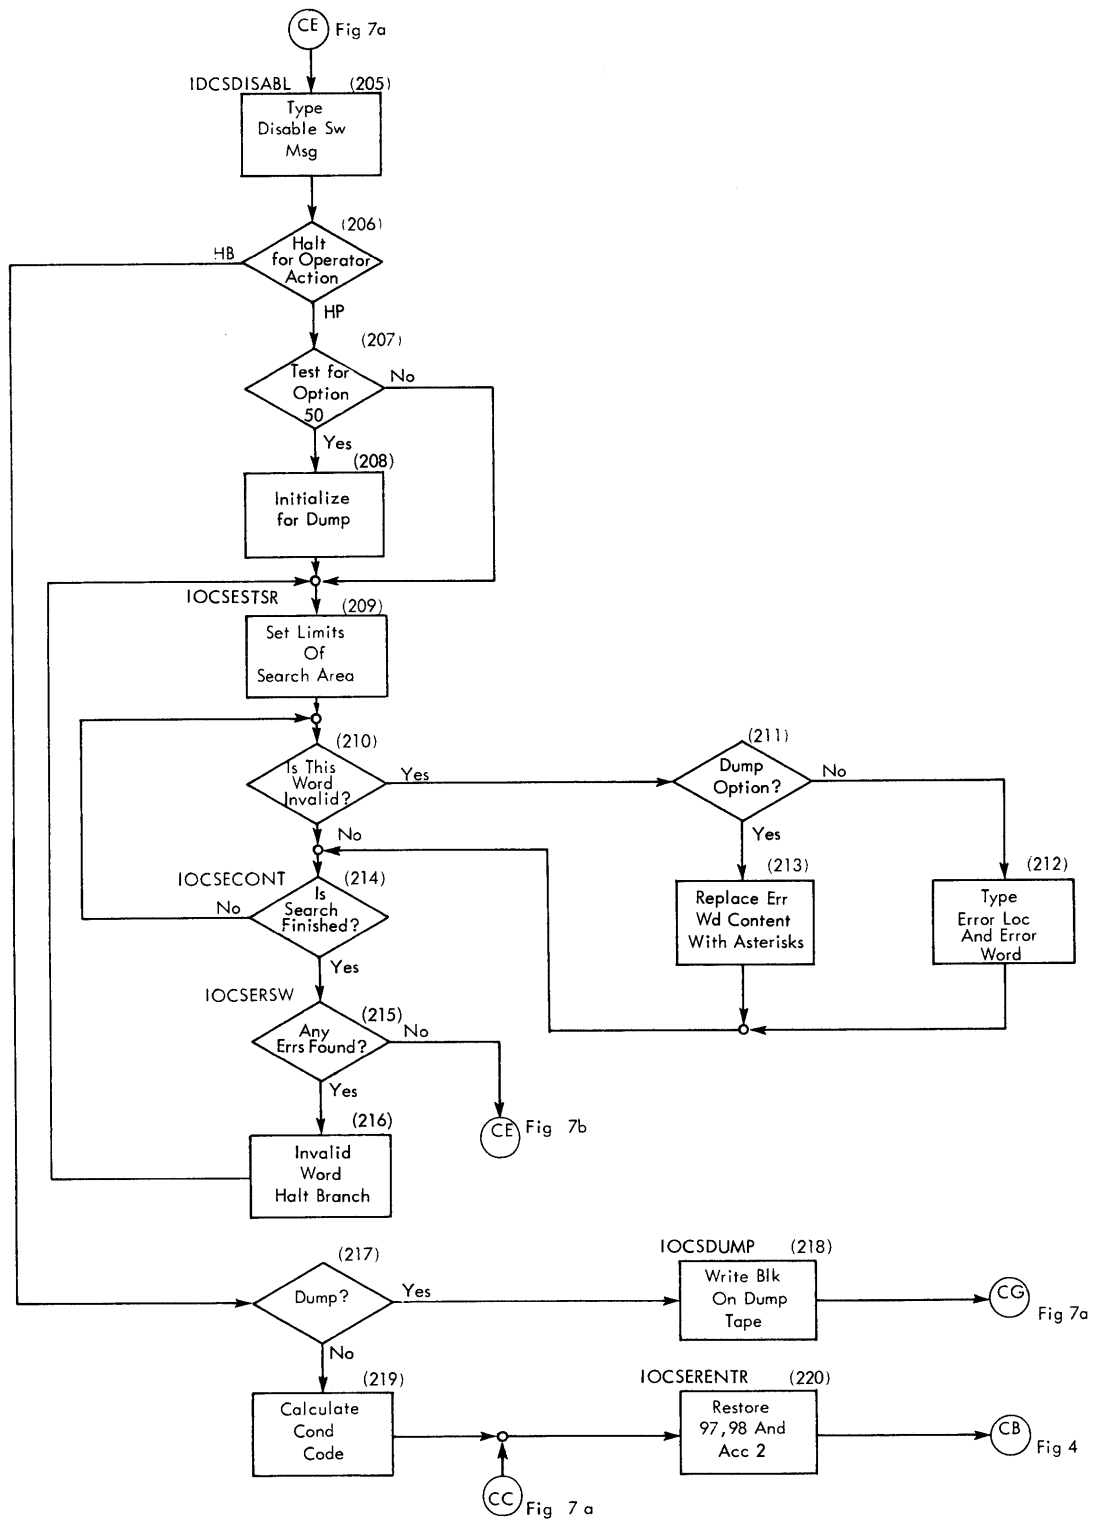 CE Fig 7a
IDCSDISABL (205)
Type
Disable Sw
Msg
(206)
HB
Halt
for Operator
Action
HP
(207)
Test for
Option
50
No
Yes
(208)
Initialize
for Dump
IOCSESTSR
(209)
Set Limits
Of
Search Area
(210)
Is This
Word
Invalid?
Yes
No
(211)
Dump
Option?
No
Yes
(213)
Replace Err
Wd Content
With Asterisks
(212)
Type
Error Loc
And Error
Word
IOCSECONT (214)
Is
Search
Finished?
No
Yes
IOCSERSW
(215)
Any
Errs Found?
No
Yes
CE Fig 7b
(216)
Invalid
Word
Halt Branch
(217)
Dump?
Yes
No
IOCSDUMP (218)
Write Blk
On Dump
Tape
CG
Fig 7a
(219)
Calculate
Cond
Code
IOCSERENTR (220)
Restore
97,98 And
Acc 2
CB
Fig 4
CC Fig 7 a